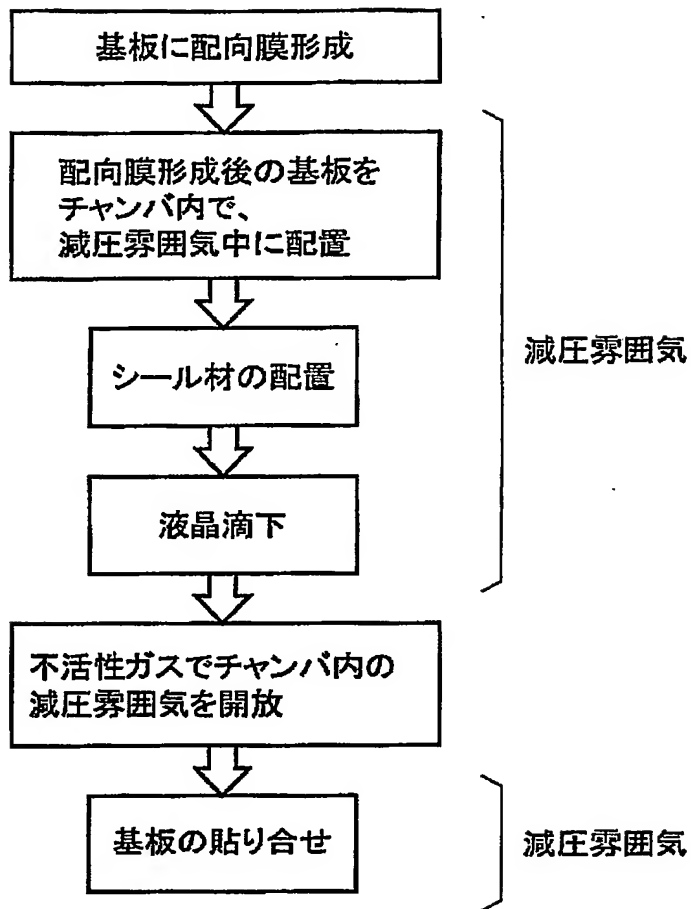 基板に配向膜形成
配向膜形成後の基板を
チャンバ内で、
減圧雰囲気中に配置
シール材の配置
減圧雰囲気
液晶滴下
不活性ガスでチャンバ内の
減圧雰囲気を開放
基板の貼り合せ
減圧雰囲気